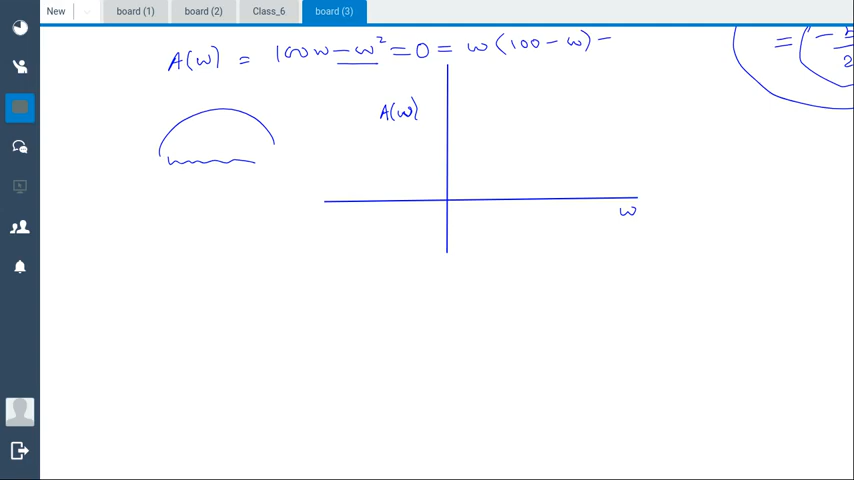 New board (1) board (2) Class_6 board (3)
A(w) = 100w - w² = 0 = w(100 - w) =
A(w)
w